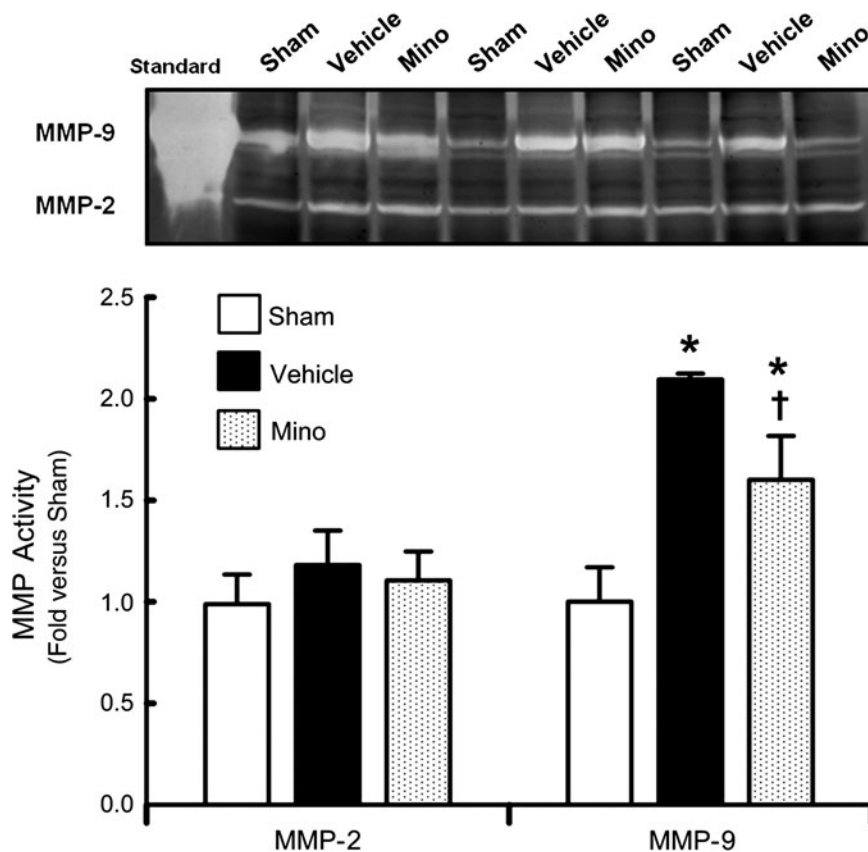 Standard Sham Vehicle Mino Sham Vehicle Mino Sham Vehicle Mino
MMP-9
MMP-2
2.5
2.0
1.5
1.0
0.5
0.0
MMP Activity
(Fold versus Sham)
Sham
Vehicle
Mino
*
*
†
MMP-2 MMP-9